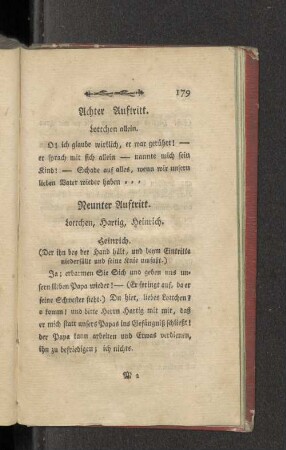 179
Achter Auftritt.
Lottchen allein.
O! ich glaube wirklich, er war gerührt! —
er sprach mit sich allein — nannte mich sein
Kind! — Schade auf alles, wenn wir unsern
lieben Vater wieder haben . . .
Neunter Auftritt.
Lottchen, Hartig, Heinrich.
Heinrich.
(Der ihn bey der Hand hält, und beym Eintritte
niederfällt und seine Knie umfaßt.)
Ja; erbarmen Sie Sich und geben uns un-
sern lieben Papa wieder! — (Er springt auf, da er
seine Schwester sieht.) Du hier, liebes Lottchen?
o komm! und bitte Herrn Hartig mit mir, daß
er mich statt unsers Papas ins Gefängniß schließt!
der Papa kann arbeiten und Etwas verdienen,
ihn zu befriedigen; ich nichts.
M 2